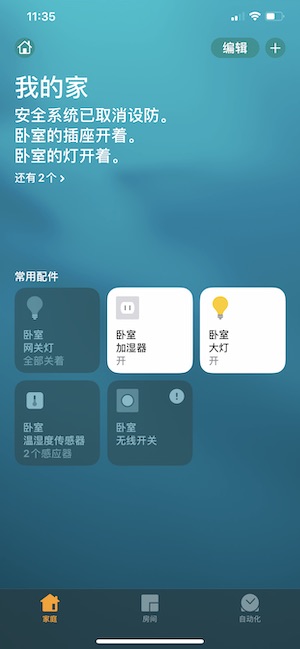 11:35
编辑
我的家
安全系统已取消设防。
卧室的插座开着。
卧室的灯开着。
还有2个
常用配件
卧室
网关灯
全部关着
卧室
加湿器
开
卧室
大灯
开
卧室
温湿度传感器
2个感应器
卧室
无线开关
家庭
房间
自动化